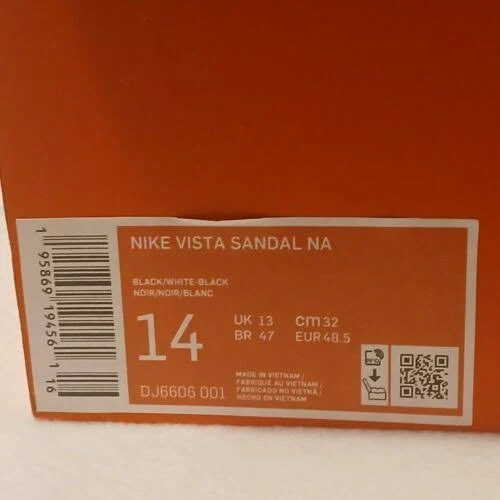 NIKE VISTA SANDAL NA
BLACK/WHITE-BLACK
NOIR/NOIR/BLANC
14
UK 13
BR 47
cm 32
EUR 48.5
DJ6606 001
MADE IN VIETNAM /
FABRIQUÉ AU VIETNAM /
FABRICADO NO VIETNÃ /
HECHO EN VIETNAM
1 95869 19456 1 16